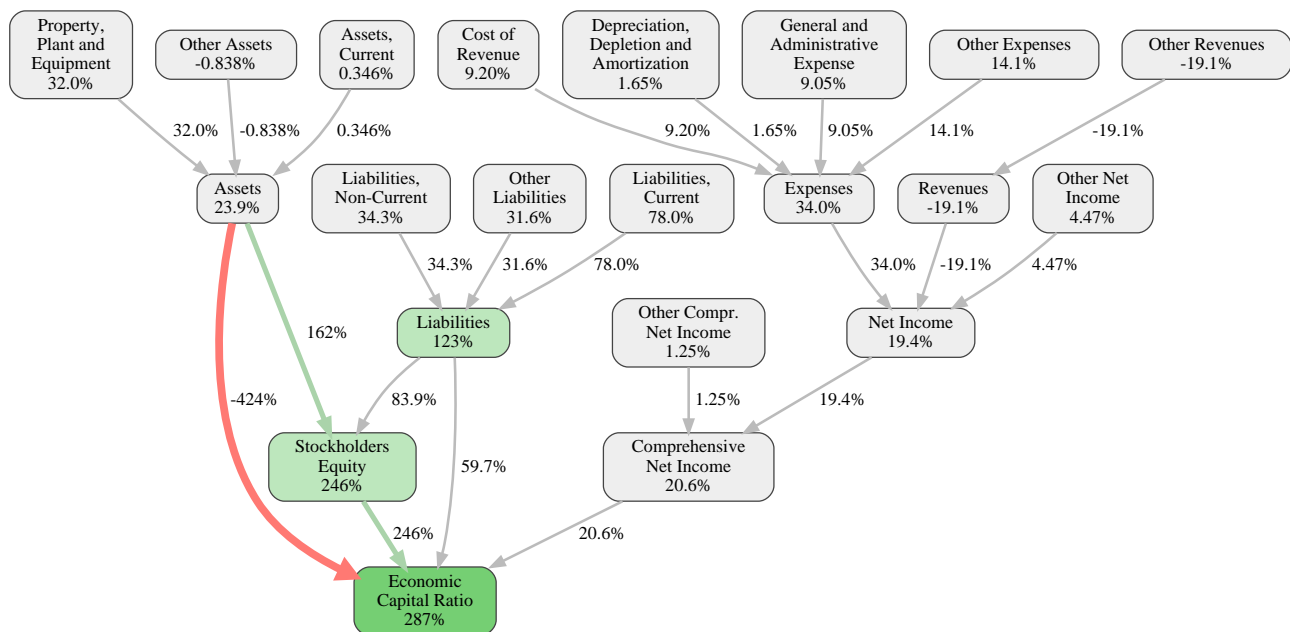 Property,
Plant and
Equipment
32.0%
Other Assets
-0.838%
Assets,
Current
0.346%
Cost of
Revenue
9.20%
Depreciation,
Depletion and
Amortization
1.65%
General and
Administrative
Expense
9.05%
Other Expenses
14.1%
Other Revenues
-19.1%
32.0%
-0.838%
0.346%
9.20%
1.65%
9.05%
14.1%
-19.1%
Assets
23.9%
Liabilities,
Non-Current
34.3%
Other
Liabilities
31.6%
Liabilities,
Current
78.0%
Expenses
34.0%
Revenues
-19.1%
Other Net
Income
4.47%
34.3%
31.6%
78.0%
34.0%
-19.1%
4.47%
162%
Liabilities
123%
Other Compr.
Net Income
1.25%
Net Income
19.4%
-424%
83.9%
1.25%
19.4%
Stockholders
Equity
246%
59.7%
Comprehensive
Net Income
20.6%
246%
20.6%
Economic
Capital Ratio
287%